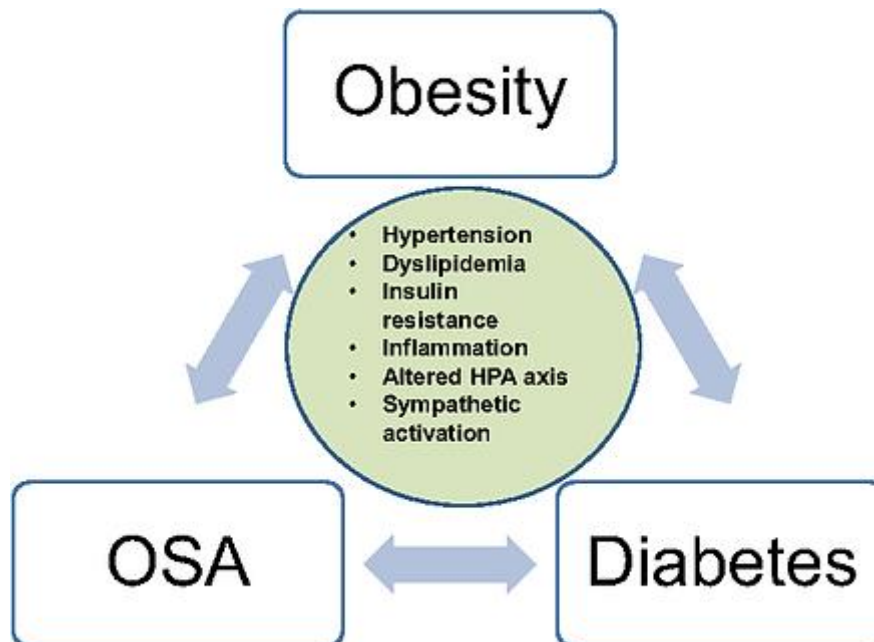 Obesity
• Hypertension
• Dyslipidemia
• Insulin
resistance
• Inflammation
• Altered HPA axis
• Sympathetic
activation
OSA
Diabetes